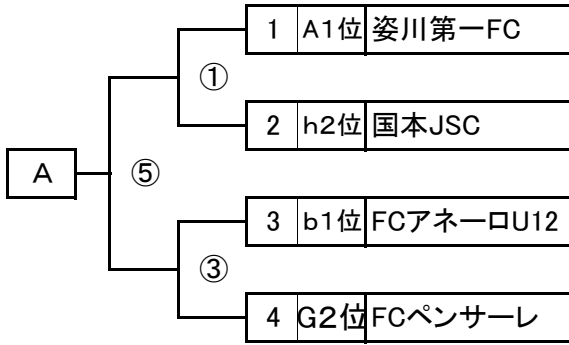 1 A1位 姿川第一FC
①
2 h2位 国本JSC
A
⑤
3 b1位 FCアネーロU12
③
4 G2位 FCペンサーレ